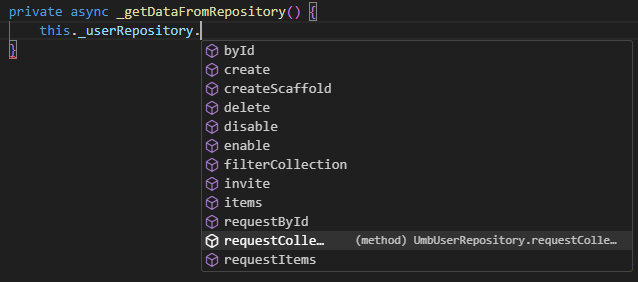 private async _getDataFromRepository() {
this._userRepository.
}
byId
create
createScaffold
delete
disable
enable
filterCollection
invite
items
requestById
requestColle… (method) UmbUserRepository.requestColle…
requestItems